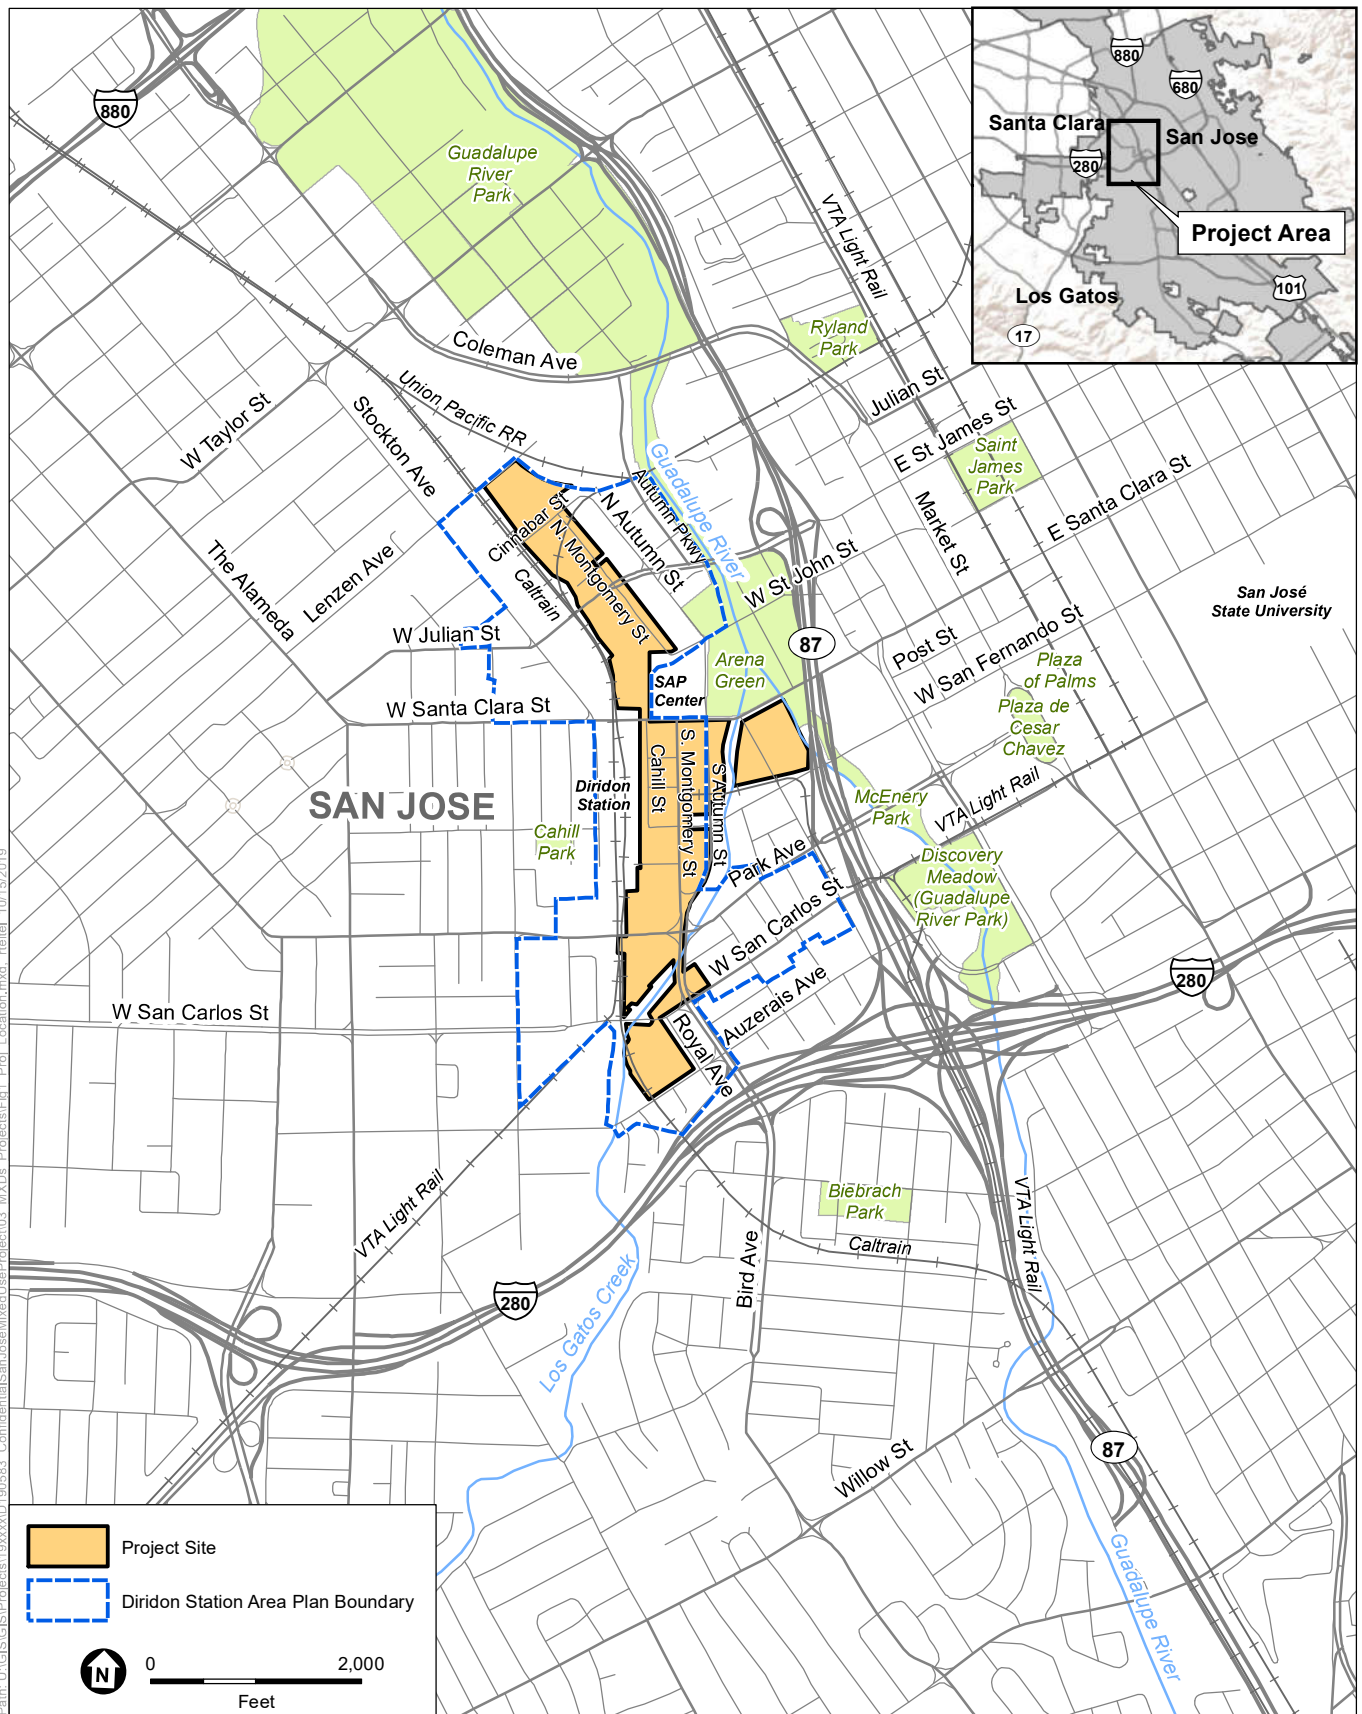 880
680
Santa Clara
San Jose
280
Project Area
Los Gatos
101
17
880
Guadalupe
River
Park
VTA Light Rail
Ryland
Park
Coleman Ave
Julian St
Union Pacific RR
W Taylor St
Stockton Ave
E St James St
Saint
James
Park
E Santa Clara St
Guadalupe River
Autumn Pkwy
N Autumn St
Market St
Cinnabar St
N. Montgomery St
The Alameda
Lenzen Ave
Caltrain
W St John St
San José
State University
W Julian St
87
Post St
W San Fernando St
Arena
Green
SAP
Center
Plaza
of Palms
Plaza de
Cesar
Chavez
W Santa Clara St
Cahill St
S. Montgomery St
S Autumn St
Diridon
Station
SAN JOSE
Cahill
Park
McEnery
Park
VTA Light Rail
Park Ave
Discovery
Meadow
(Guadalupe
River Park)
W San Carlos St
Auzerais Ave
280
W San Carlos St
Royal Ave
VTA Light Rail
Biebrach
Park
VTA Light Rail
Caltrain
Bird Ave
280
Los Gatos Creek
Willow St
87
Guadalupe River
Project Site
Diridon Station Area Plan Boundary
N
0
2,000
Feet